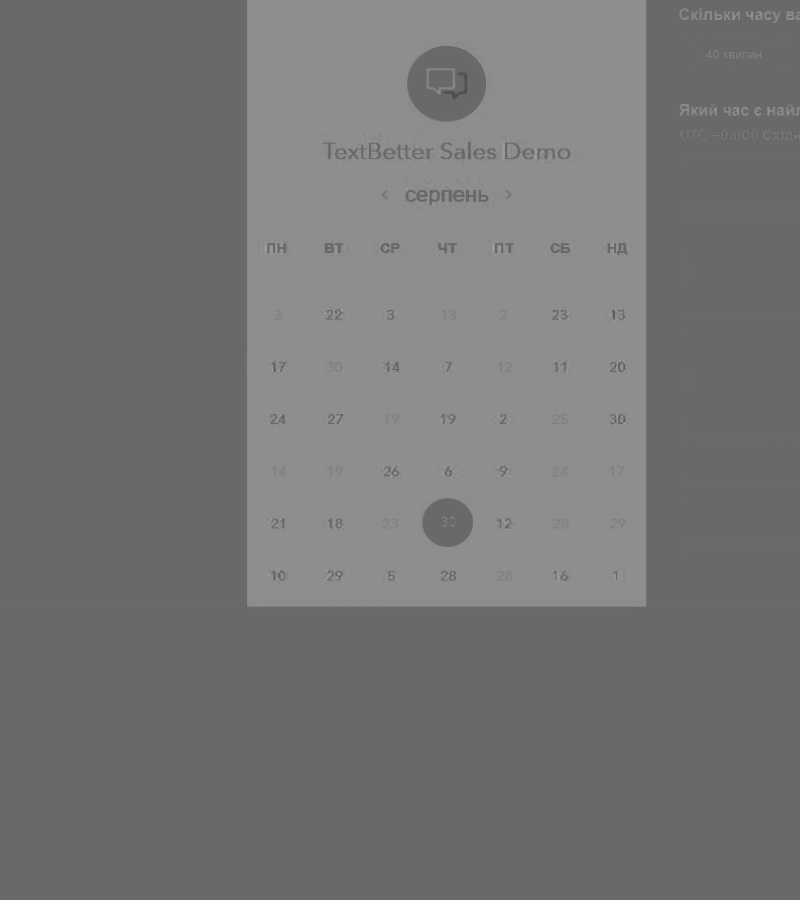 TextBetter Sales Demo
‹ серпень ›
ПН ВТ СР ЧТ ПТ СБ НД
3 22 3 13 2 23 13
17 30 14 7 12 11 20
24 27 19 19 2 25 30
14 19 26 6 9 24 17
21 18 23 30 12 28 29
10 29 5 28 28 16 1
Скільки часу
40 хвилин
Який час є
UTC −03:00